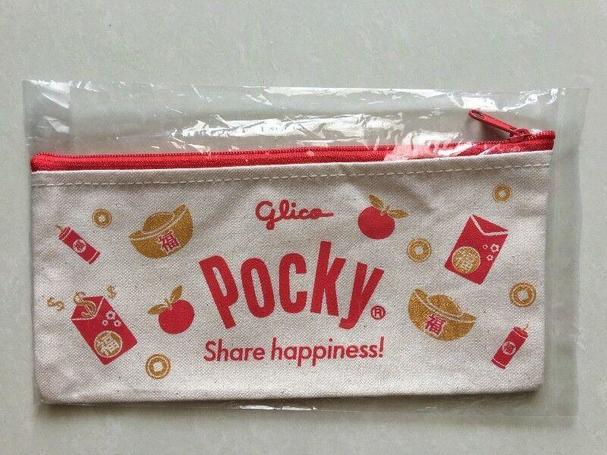 Glico
Pocky®
Share happiness!
福
福
福
福